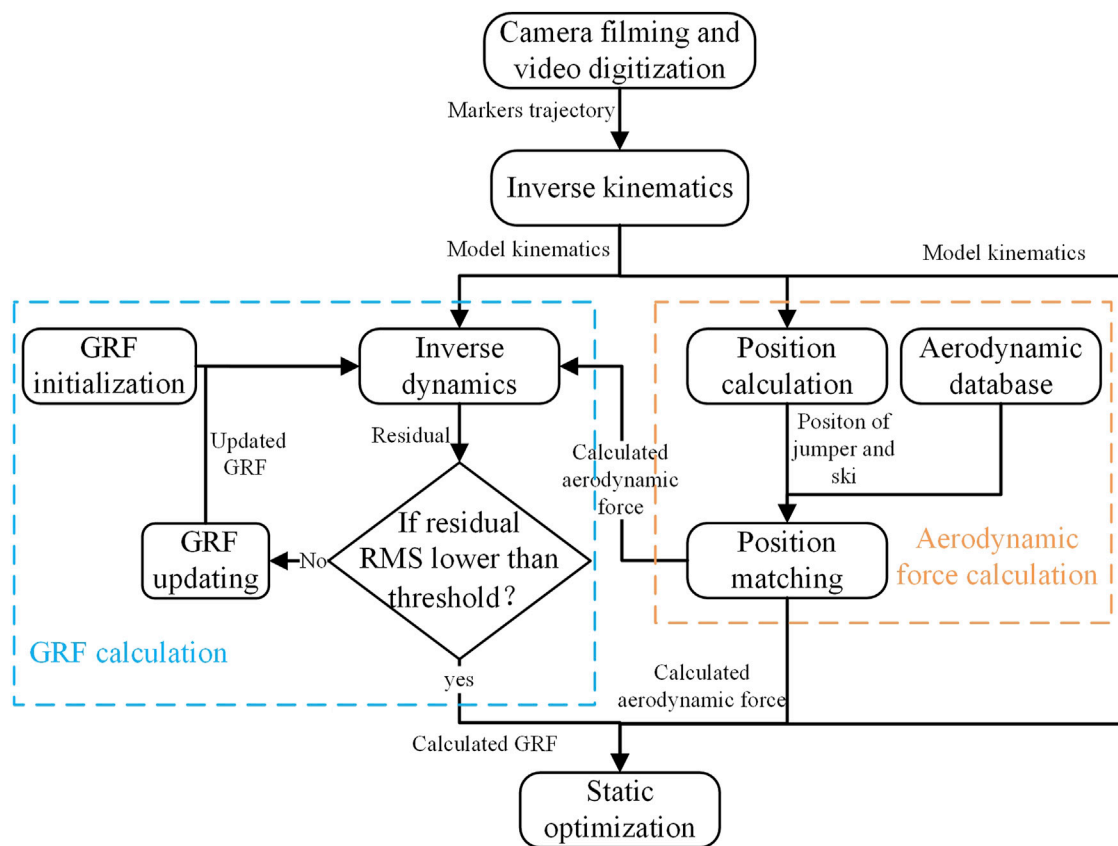 Camera filming and
video digitization
Markers trajectory
Inverse kinematics
Model kinematics
Model kinematics
GRF
initialization
Inverse
dynamics
Position
calculation
Aerodynamic
database
Updated
GRF
Residual
Calculated
aerodynamic
force
Positon of
jumper and
ski
GRF
updating
No
If residual
RMS lower than
threshold?
Position
matching
Aerodynamic
force calculation
GRF calculation
yes
Calculated
aerodynamic force
Calculated GRF
Static
optimization